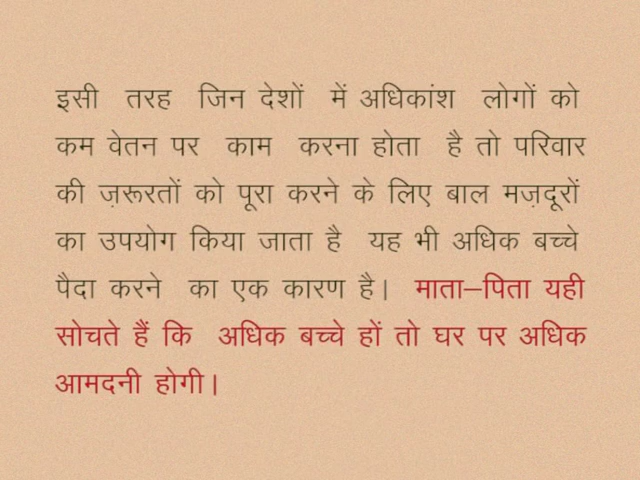 इसी तरह जिन देशों में अधिकांश लोगों को
कम वेतन पर काम करना होता है तो परिवार
की ज़रूरतों को पूरा करने के लिए बाल मज़दूरों
का उपयोग किया जाता है यह भी अधिक बच्चे
पैदा करने का एक कारण है। माता–पिता यही
सोचते हैं कि अधिक बच्चे हों तो घर पर अधिक
आमदनी होगी।